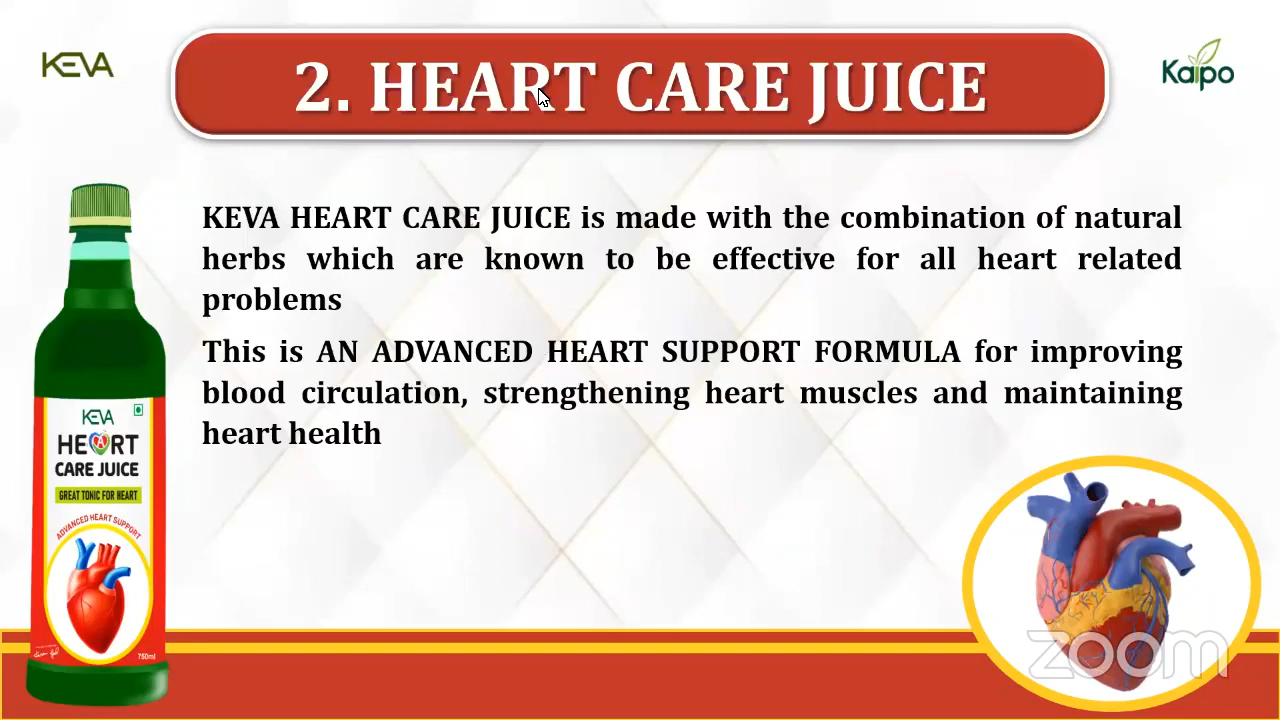 KEVA
2. HEART CARE JUICE
Kaipo
KEVA HEART CARE JUICE is made with the combination of natural
herbs which are known to be effective for all heart related
problems
This is AN ADVANCED HEART SUPPORT FORMULA for improving
blood circulation, strengthening heart muscles and maintaining
heart health
KEVA
HEART
CARE JUICE
GREAT TONIC FOR HEART
ADVANCED HEART SUPPORT
750ml
zoom